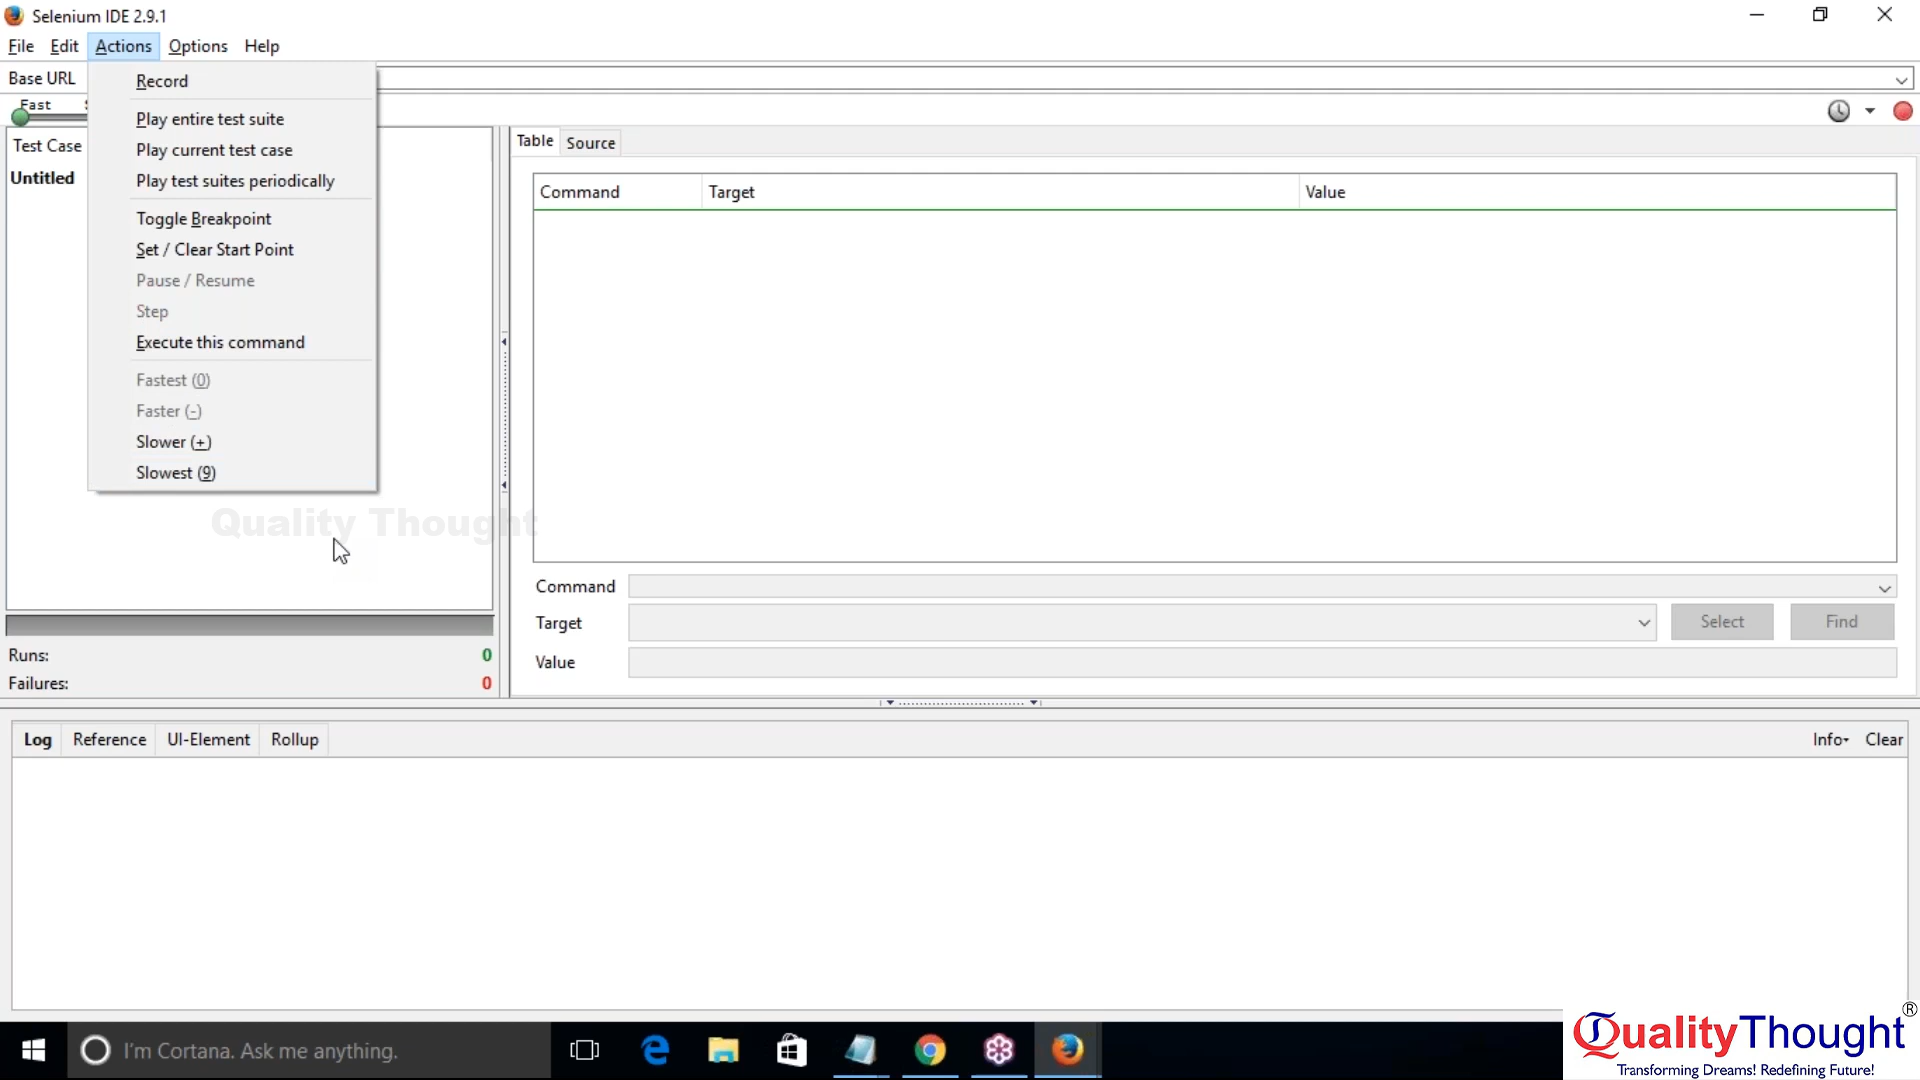 Selenium IDE 2.9.1
File Edit Actions Options Help
Base URL
Fast
Record
Play entire test suite
Play current test case
Play test suites periodically
Toggle Breakpoint
Set / Clear Start Point
Pause / Resume
Step
Execute this command
Fastest (0)
Faster (-)
Slower (+)
Slowest (9)
Test Case
Untitled
Quality Thought
Runs: 0
Failures: 0
Table Source
Command Target Value
Command
Target Select Find
Value
Log Reference UI-Element Rollup Info Clear
I'm Cortana. Ask me anything.
QualityThought®
Transforming Dreams! Redefining Future!